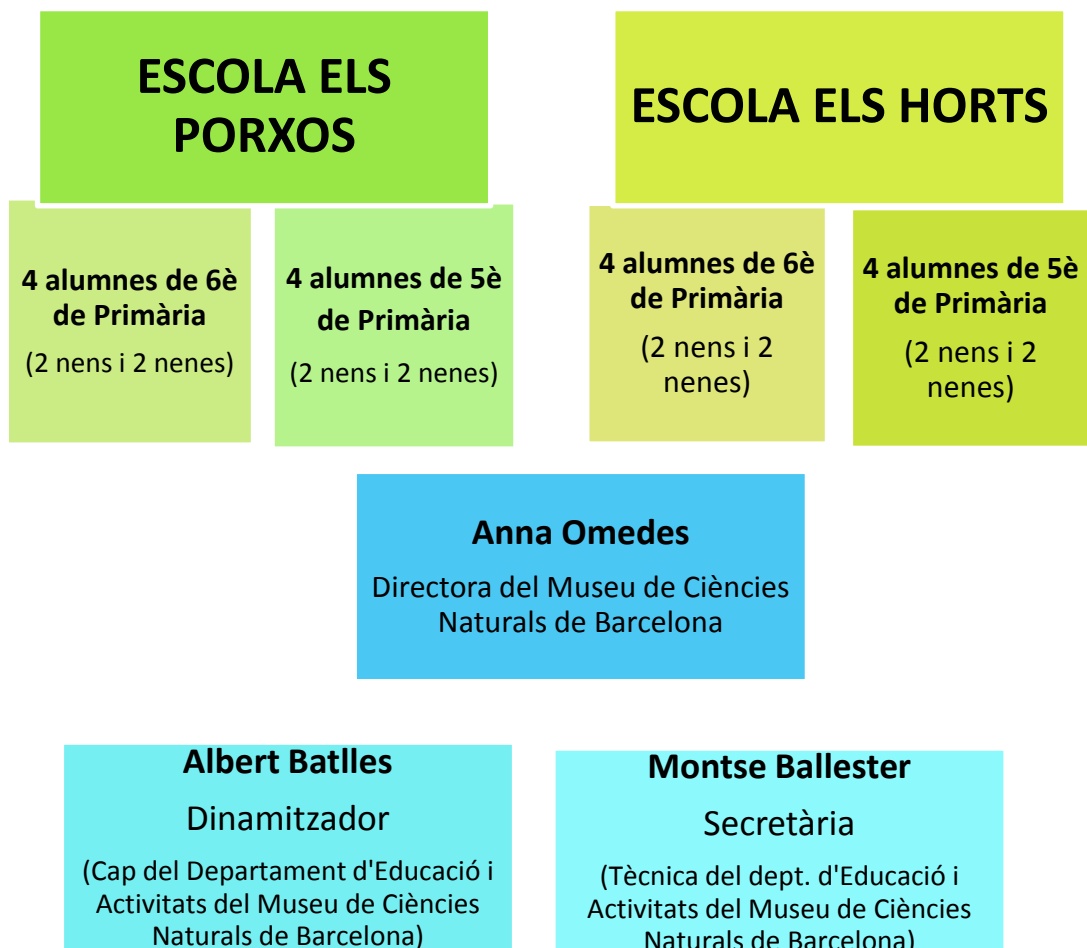 ESCOLA ELS
PORXOS
ESCOLA ELS HORTS
4 alumnes de 6è
de Primària
(2 nens i 2 nenes)
4 alumnes de 5è
de Primària
(2 nens i 2 nenes)
4 alumnes de 6è
de Primària
(2 nens i 2
nenes)
4 alumnes de 5è
de Primària
(2 nens i 2
nenes)
Anna Omedes
Directora del Museu de Ciències
Naturals de Barcelona
Albert Batlles
Dinamitzador
(Cap del Departament d'Educació i
Activitats del Museu de Ciències
Naturals de Barcelona)
Montse Ballester
Secretària
(Tècnica del dept. d'Educació i
Activitats del Museu de Ciències
Naturals de Barcelona)